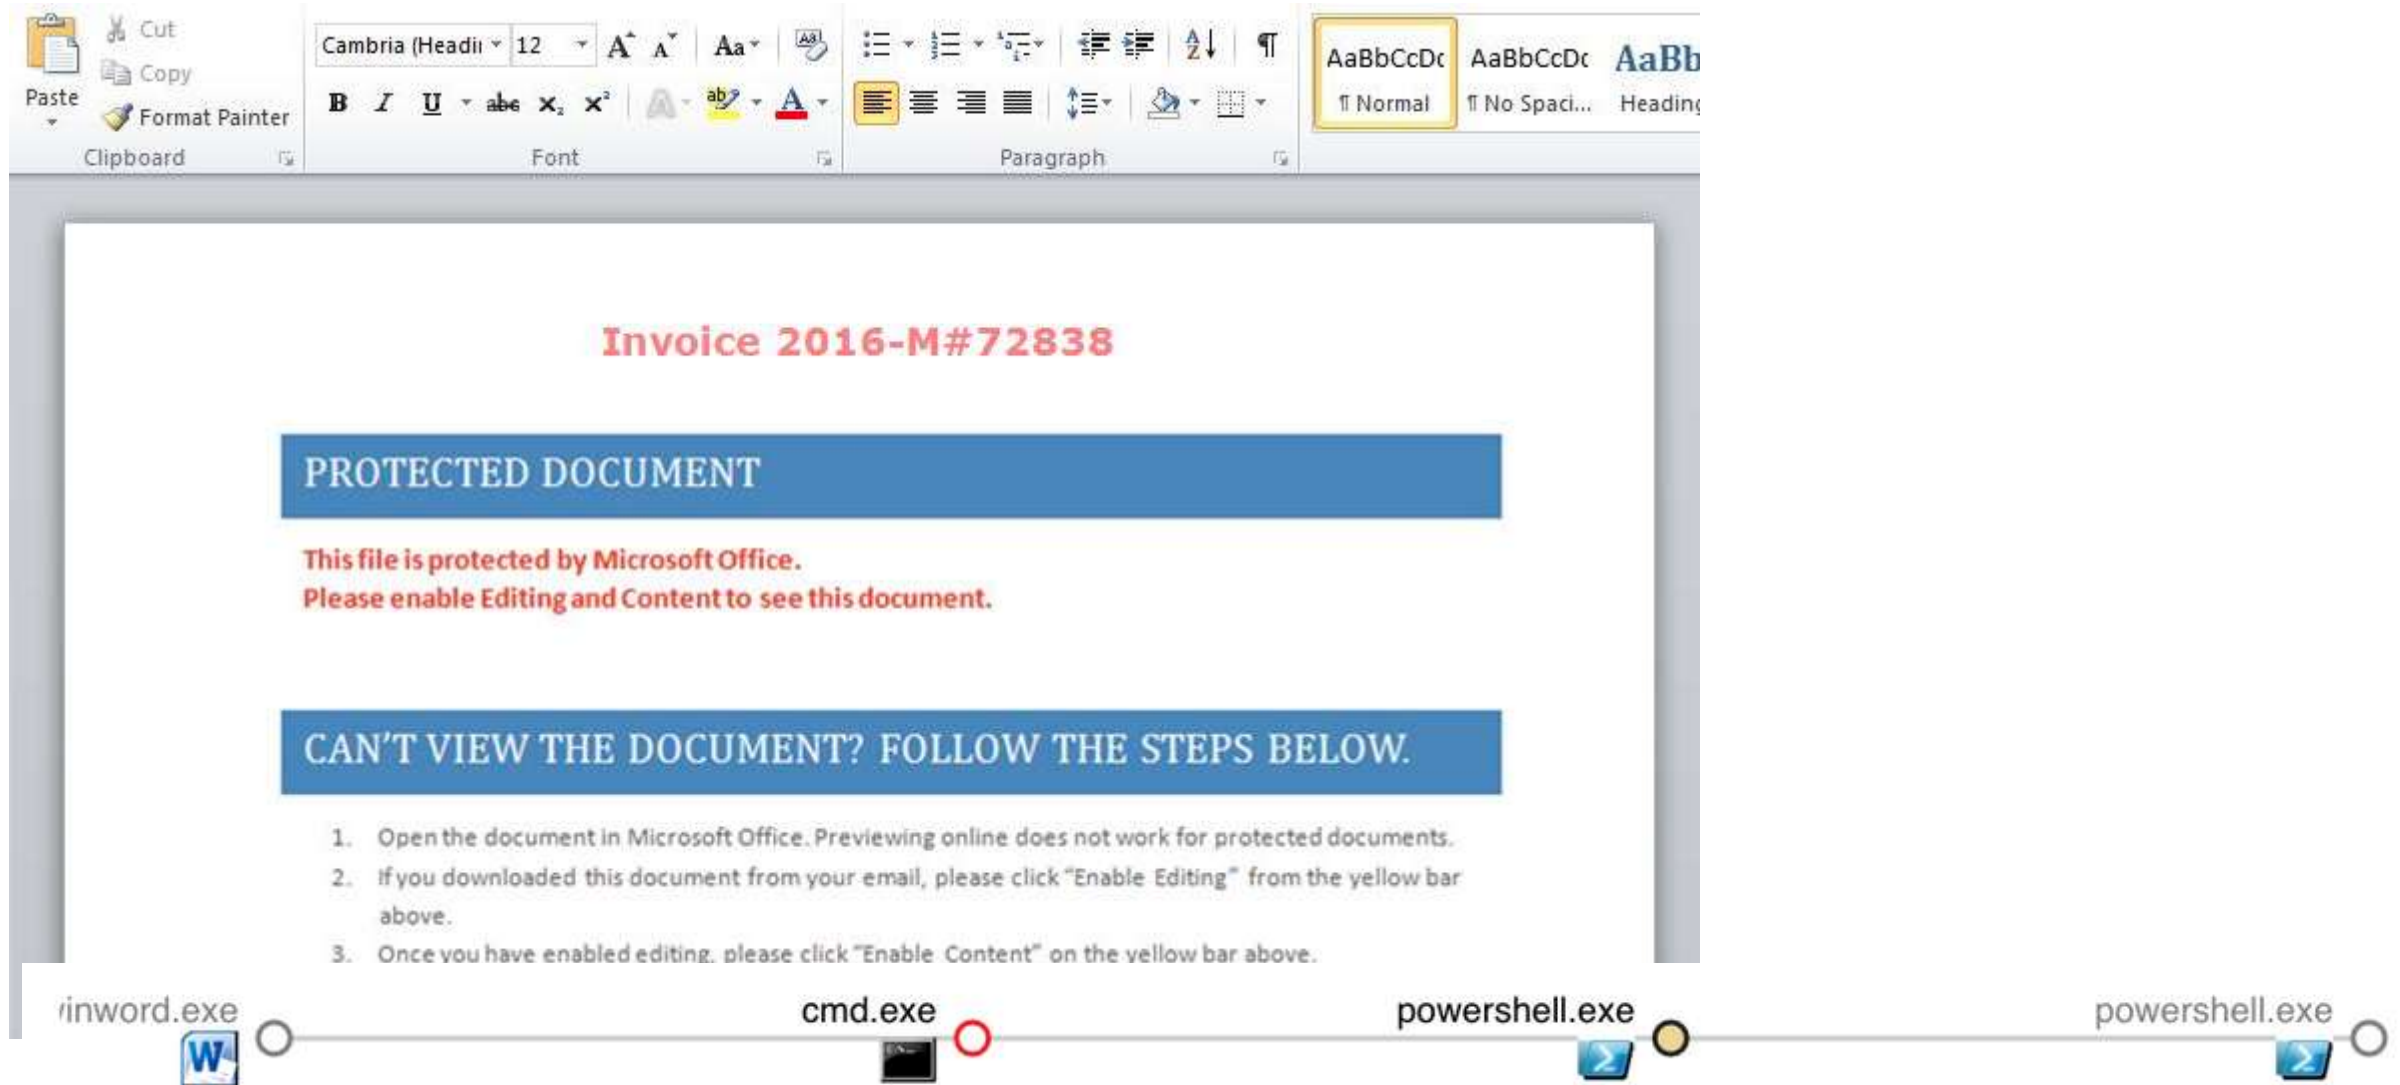 Cut
Copy
Paste
Format Painter
Clipboard
Cambria (Headin 12 A A Aa
B I U abc x₂ x² A ab A
Font
Paragraph
AaBbCcDc AaBbCcDc AaBb
¶ Normal ¶ No Spaci... Heading
Invoice 2016-M#72838
PROTECTED DOCUMENT
This file is protected by Microsoft Office.
Please enable Editing and Content to see this document.
CAN'T VIEW THE DOCUMENT? FOLLOW THE STEPS BELOW.
1. Open the document in Microsoft Office. Previewing online does not work for protected documents.
2. If you downloaded this document from your email, please click “Enable Editing” from the yellow bar
above.
3. Once you have enabled editing, please click “Enable Content” on the yellow bar above.
vinword.exe cmd.exe powershell.exe powershell.exe